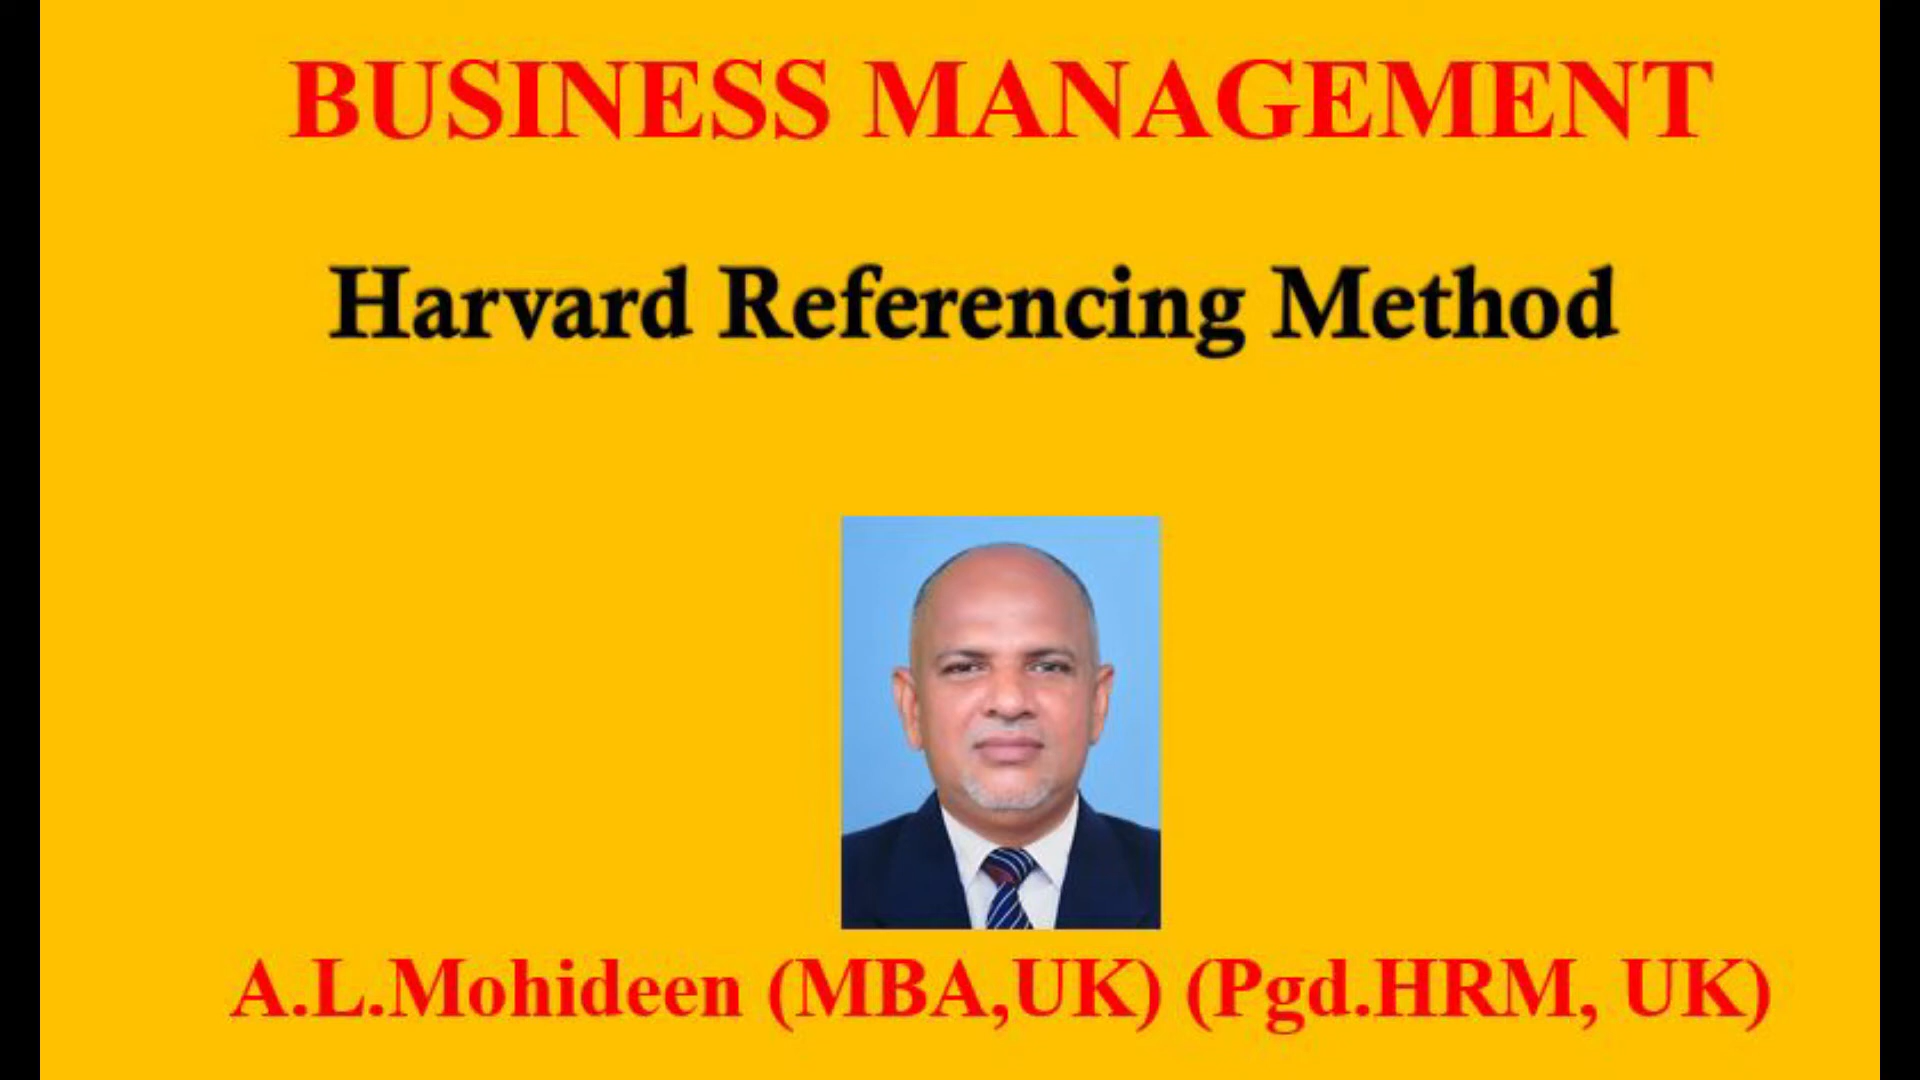 BUSINESS MANAGEMENT
Harvard Referencing Method
A.L.Mohideen (MBA,UK) (Pgd.HRM, UK)